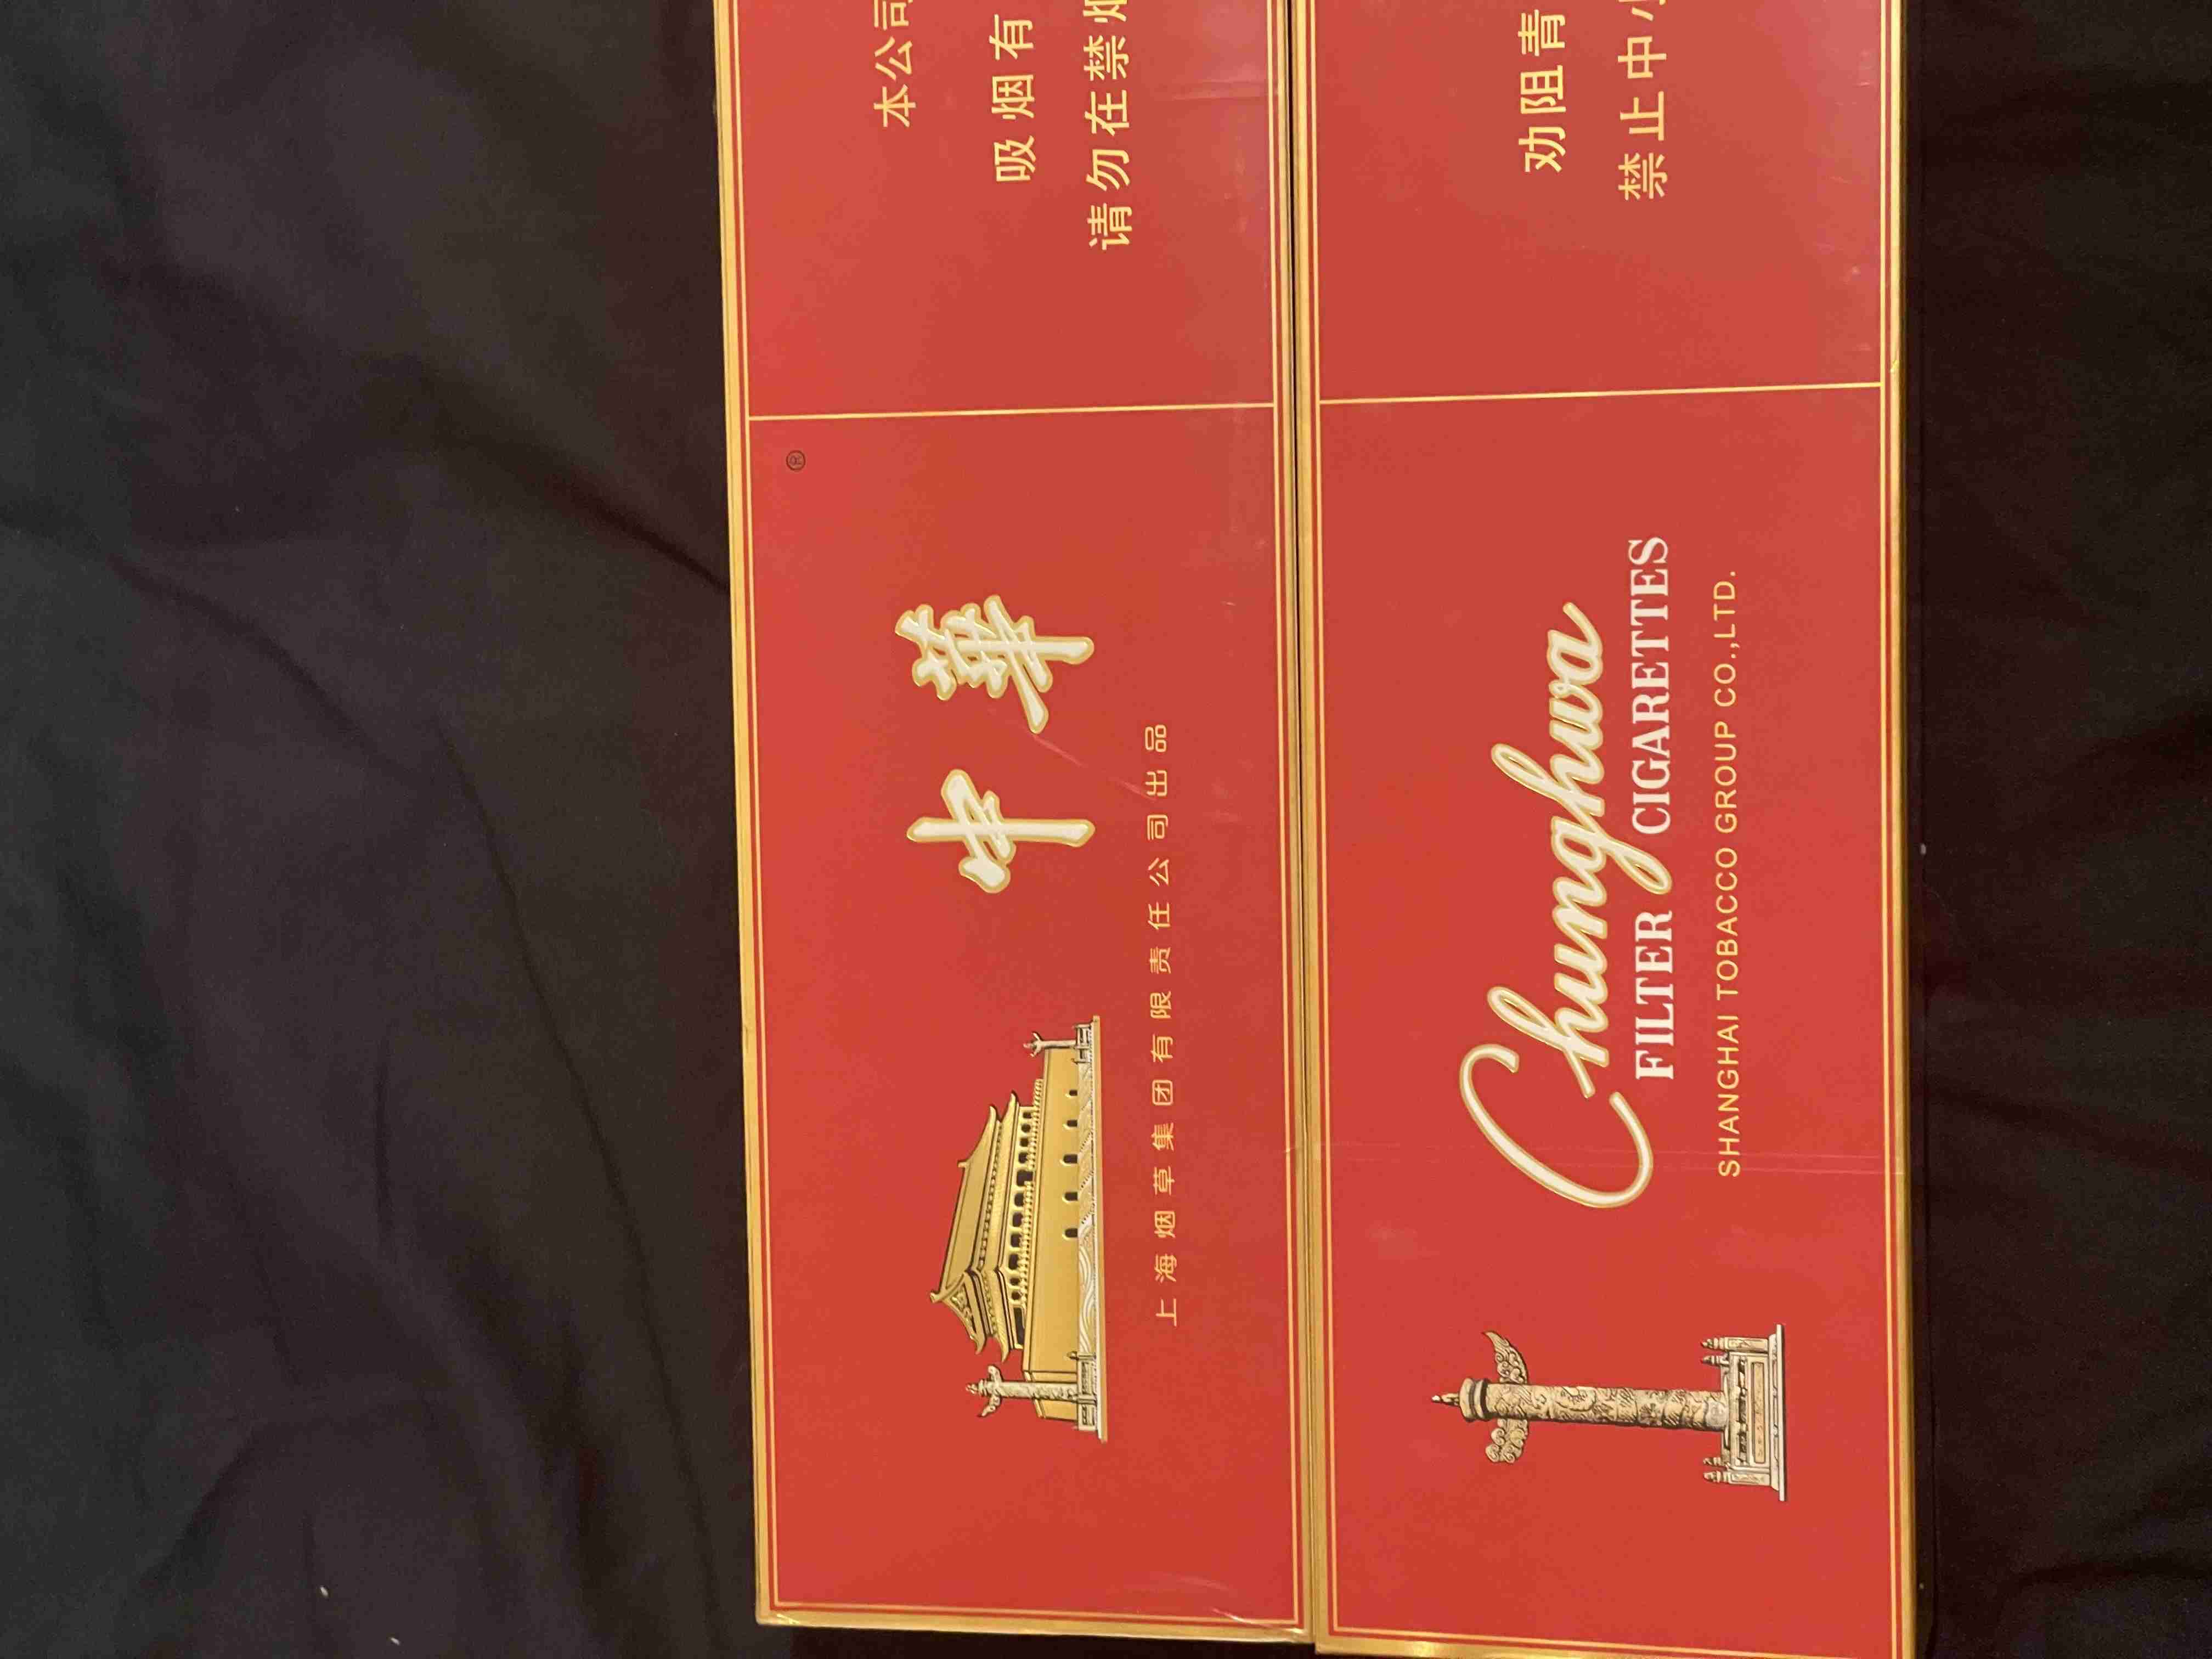 中華
®
上海烟草集团有限责任公司出品
本公司
吸烟有
请勿在禁
Chunghwa
FILTER CIGARETTES
SHANGHAI TOBACCO GROUP CO.,LTD.
劝阻青
禁止中